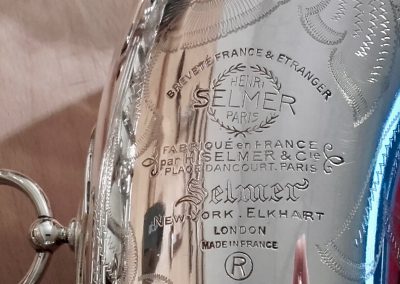 BREVETÉ FRANCE & ETRANGER
HENRI
SELMER
PARIS
FABRIQUÉ en FRANCE
par H. SELMER & Cie
PLACE DANCOURT. PARIS
Selmer
NEW-YORK. ELKHART
LONDON
MADE IN FRANCE
R